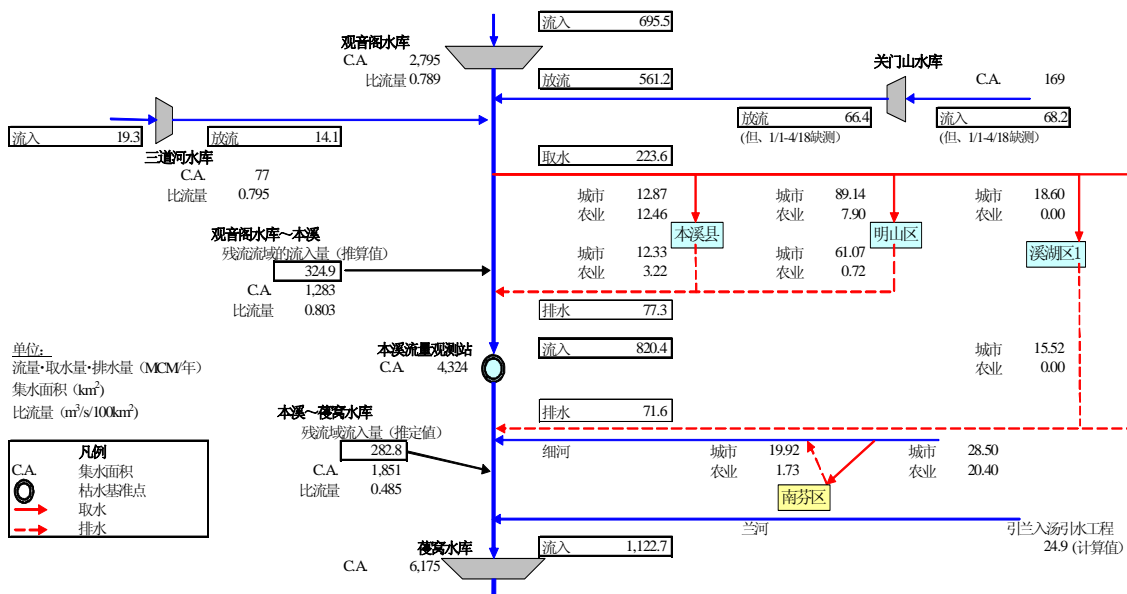 流入 695.5
观音阁水库
C.A. 2,795
比流量 0.789
放流 561.2
关门山水库
C.A. 169
放流 66.4
(但、1/1-4/18缺测)
流入 68.2
(但、1/1-4/18缺测)
流入 19.3
放流 14.1
三道河水库
C.A. 77
比流量 0.795
取水 223.6
城市 12.87
农业 12.46
本溪县
城市 12.33
农业 3.22
城市 89.14
农业 7.90
明山区
城市 61.07
农业 0.72
城市 18.60
农业 0.00
溪湖区1
城市 15.52
农业 0.00
观音阁水库～本溪
残流流域的流入量 (推算值)
324.9
C.A. 1,283
比流量 0.803
排水 77.3
本溪流量观测站
C.A. 4,324
流入 820.4
单位:
流量・取水量・排水量 (MCM/年)
集水面积 (km²)
比流量 (m³/s/100km²)
排水 71.6
本溪～葠窝水库
残流域流入量 (推定值)
282.8
C.A. 1,851
比流量 0.485
细河
城市 19.92
农业 1.73
南芬区
城市 28.50
农业 20.40
凡例
C.A. 集水面积
枯水基准点
取水
排水
兰河
引兰入汤引水工程
24.9 (计算值)
葠窝水库
C.A. 6,175
流入 1,122.7